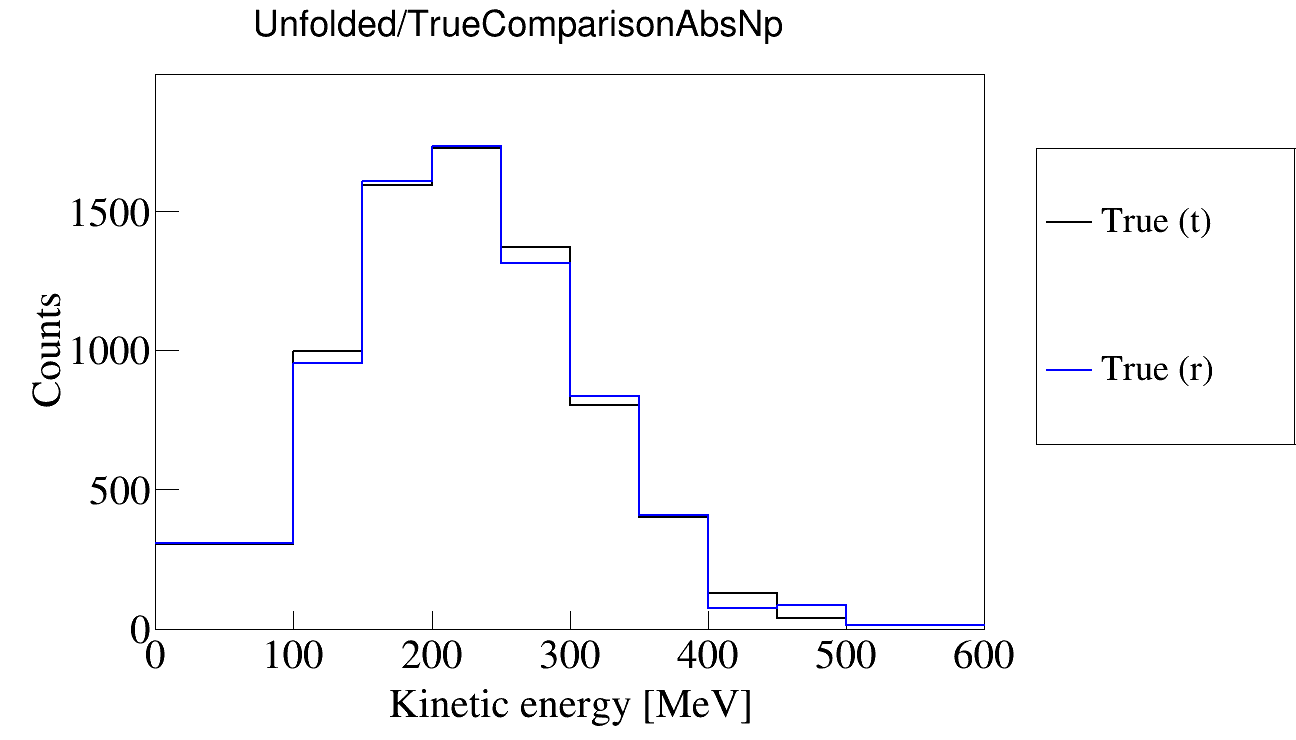 Unfolded/TrueComparisonAbsNp
True (t)
True (r)
Counts
1500
1000
500
0
0 100 200 300 400 500 600
Kinetic energy [MeV]